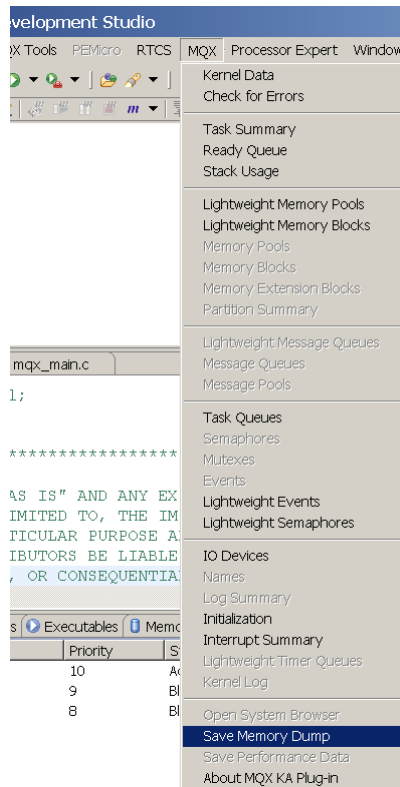 evelopment Studio
QX Tools PEMicro RTCS MQX Processor Expert Window
Kernel Data
Check for Errors
m
Task Summary
Ready Queue
Stack Usage
Lightweight Memory Pools
Lightweight Memory Blocks
Memory Pools
Memory Blocks
Memory Extension Blocks
Partition Summary
Lightweight Message Queues
Message Queues
Message Pools
mqx_main.c
l;
Task Queues
Semaphores
Mutexes
Events
Lightweight Events
Lightweight Semaphores
******************
AS IS" AND ANY EX
IMITED TO, THE IM
TICULAR PURPOSE A
IBUTORS BE LIABLE
, OR CONSEQUENTIA
IO Devices
Names
Log Summary
Initialization
Interrupt Summary
Lightweight Timer Queues
Kernel Log
s Executables Memo
Priority S
10 Ac
9 Bl
8 Bl
Open System Browser
Save Memory Dump
Save Performance Data
About MQX KA Plug-in